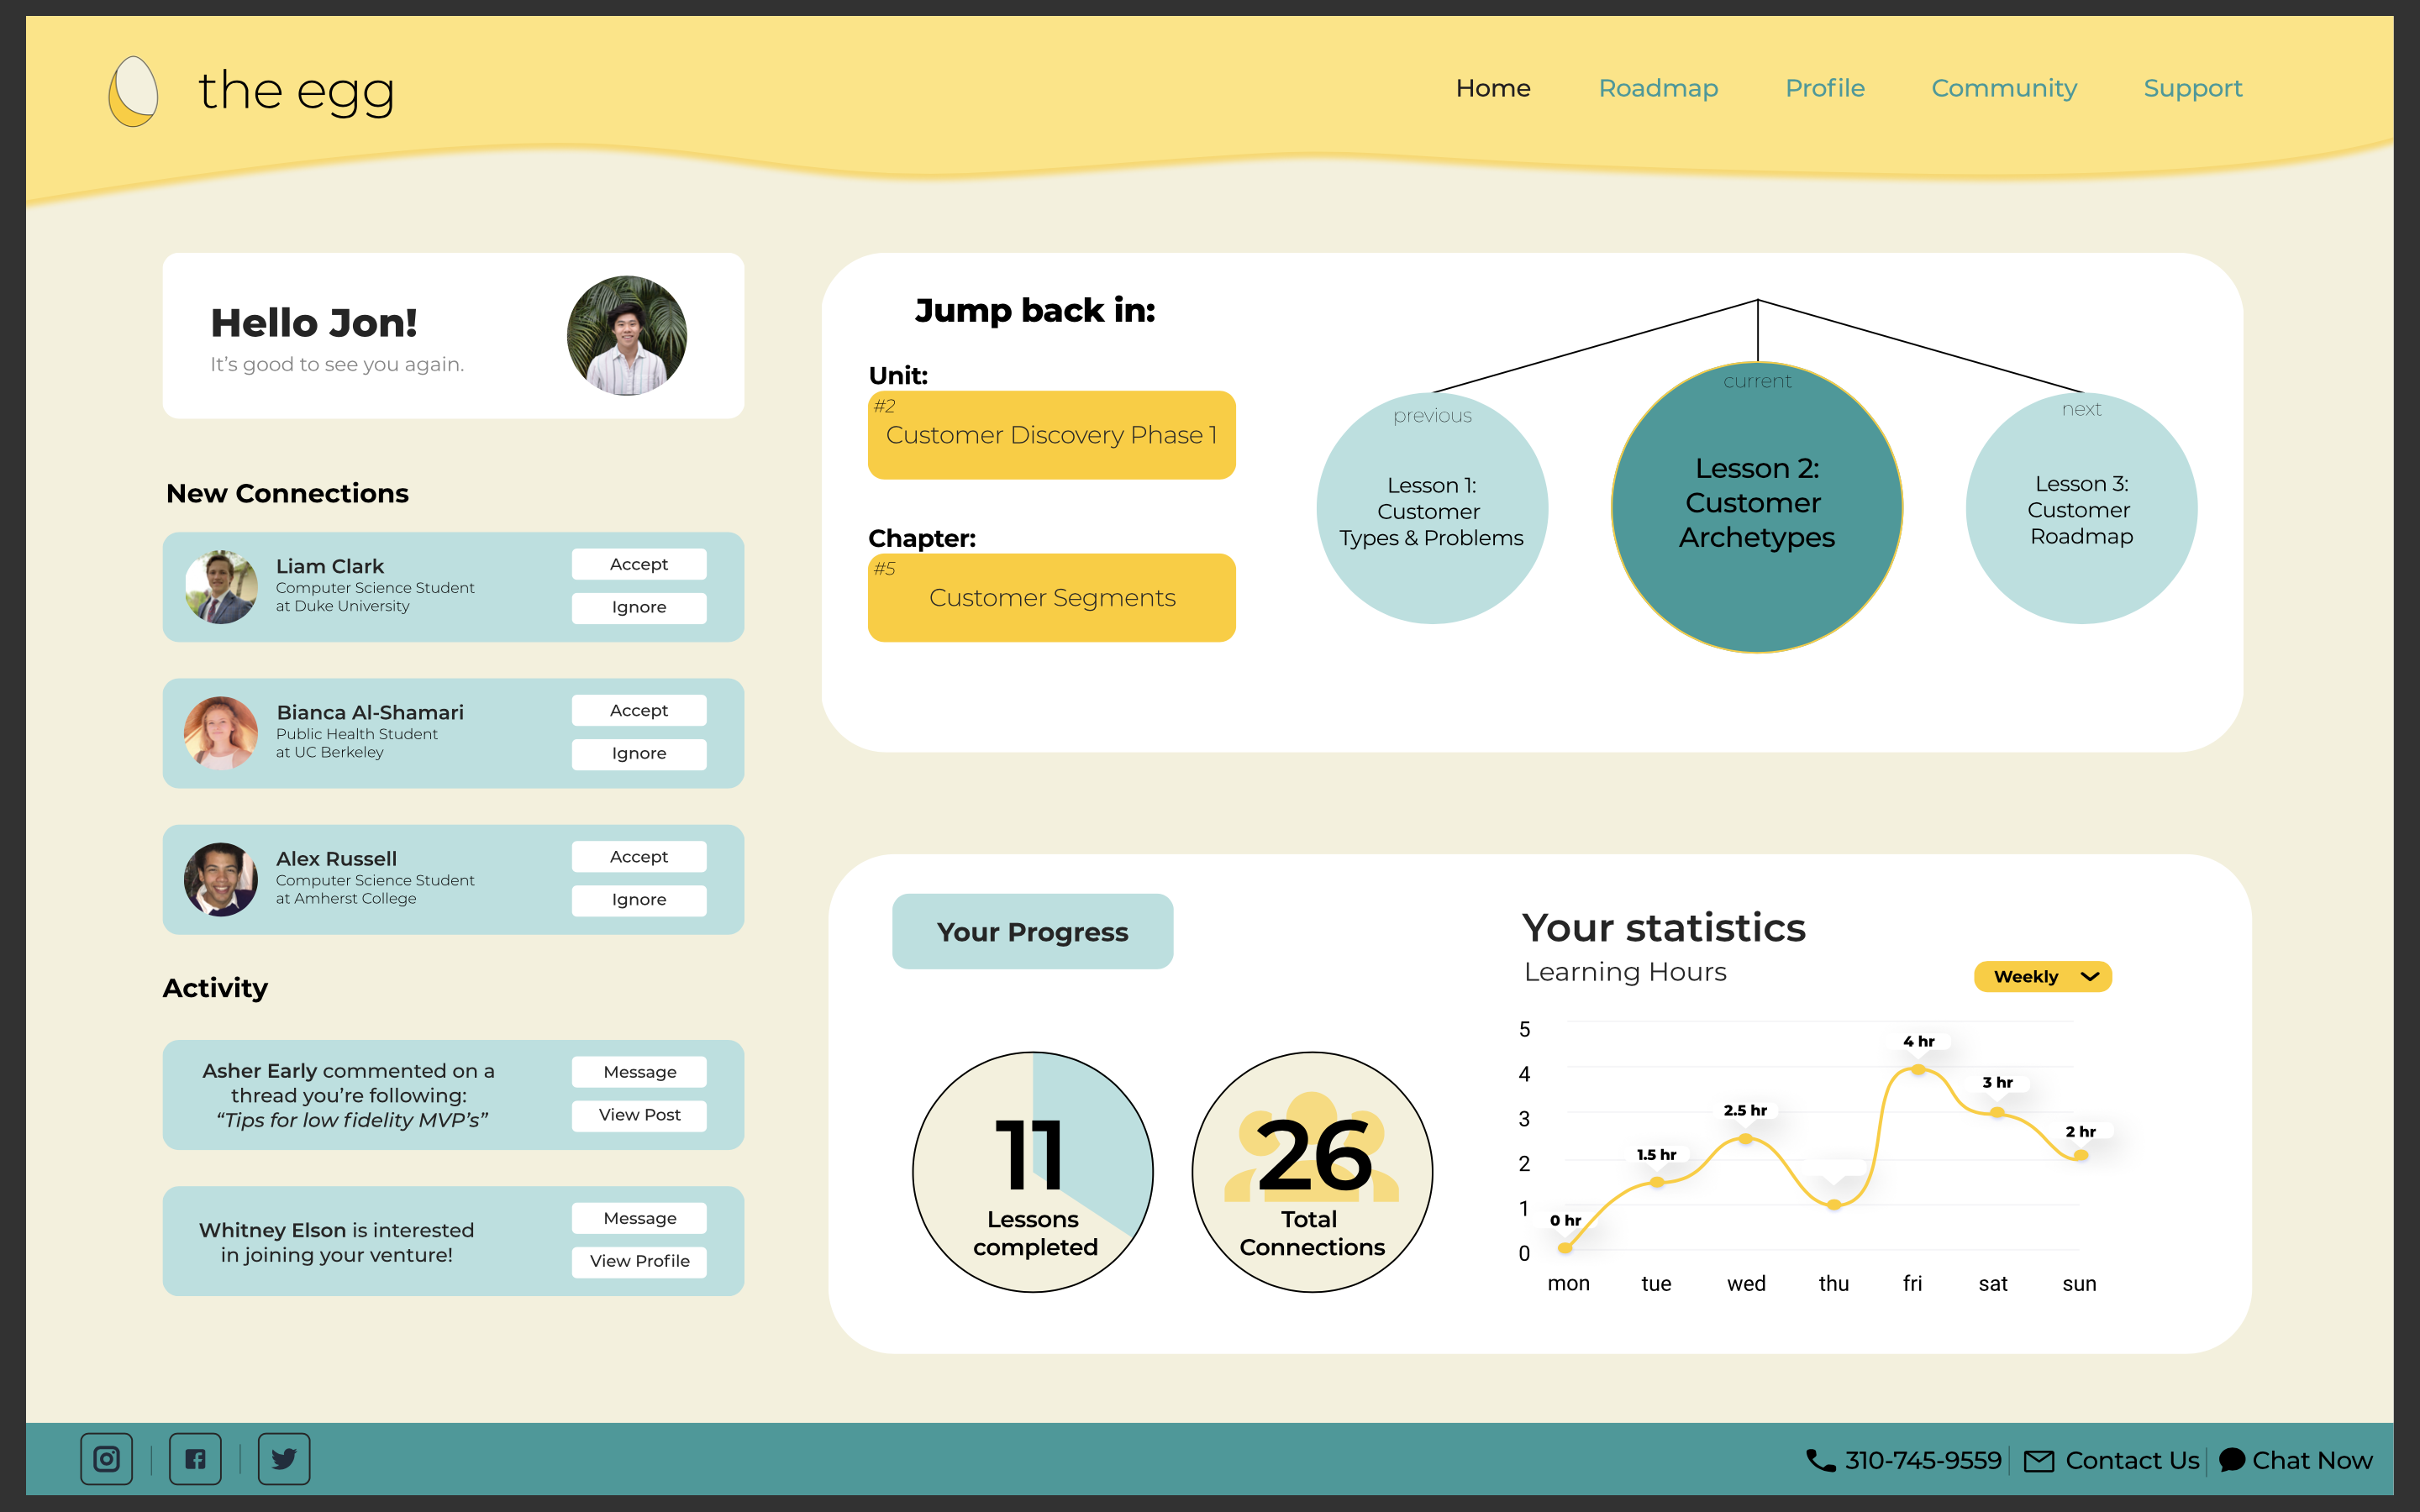 the egg
Home Roadmap Profile Community Support
Hello Jon!
It's good to see you again.
New Connections
Liam Clark
Computer Science Student
at Duke University
Accept
Ignore
Bianca Al-Shamari
Public Health Student
at UC Berkeley
Accept
Ignore
Alex Russell
Computer Science Student
at Amherst College
Accept
Ignore
Activity
Asher Early commented on a
thread you’re following:
“Tips for low fidelity MVP’s”
Message
View Post
Whitney Elson is interested
in joining your venture!
Message
View Profile
Jump back in:
Unit:
#2
Customer Discovery Phase 1
Chapter:
#5
Customer Segments
previous
Lesson 1:
Customer
Types & Problems
current
Lesson 2:
Customer
Archetypes
next
Lesson 3:
Customer
Roadmap
Your Progress
11
Lessons
completed
26
Total
Connections
Your statistics
Learning Hours
Weekly
5
4
3
2
1
0
0 hr
1.5 hr
2.5 hr
4 hr
3 hr
2 hr
mon tue wed thu fri sat sun
310-745-9559 Contact Us Chat Now